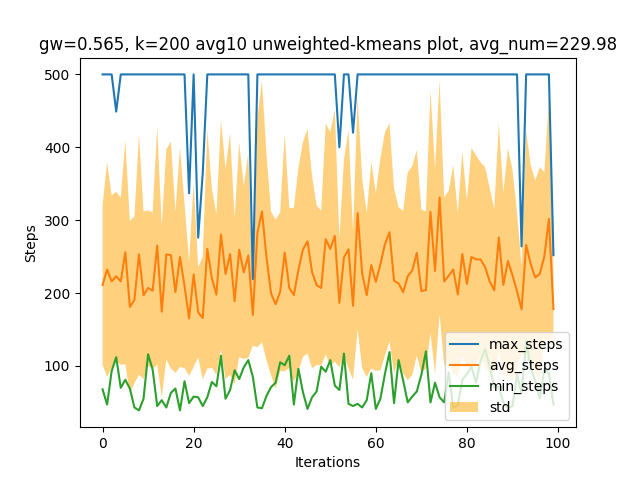 gw=0.565, k=200 avg10 unweighted-kmeans plot, avg_num=229.98
500
400
300
200
100
Steps
0 20 40 60 80 100
Iterations
max_steps
avg_steps
min_steps
std